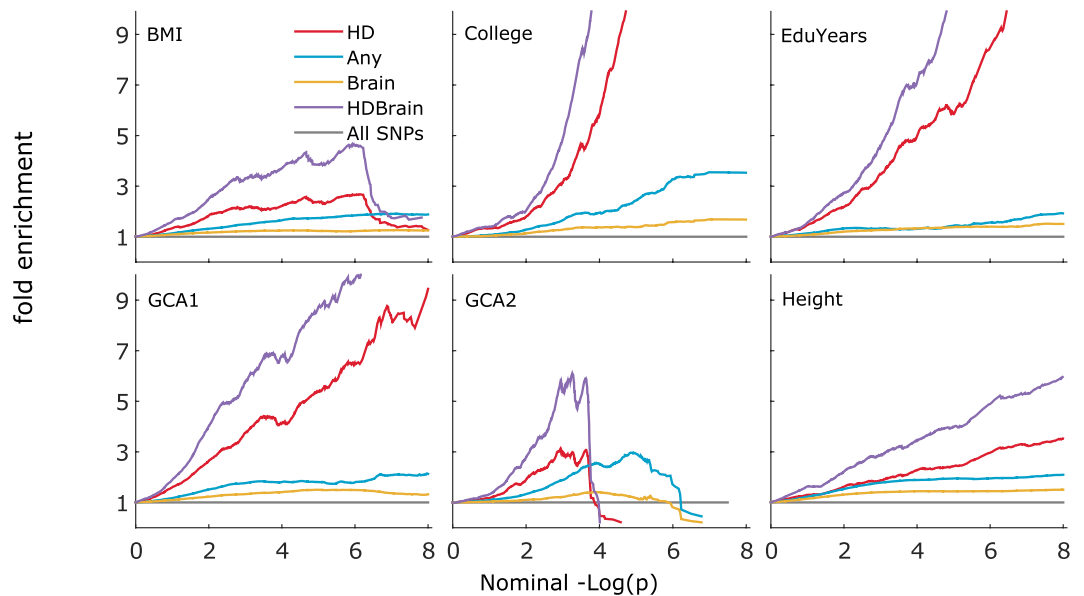 BMI
HD
Any
Brain
HDBrain
All SNPs
College
EduYears
9
7
5
3
1
fold enrichment
GCA1
GCA2
Height
9
7
5
3
1
0 2 4 6 8 0 2 4 6 8 0 2 4 6 8
Nominal -Log(p)